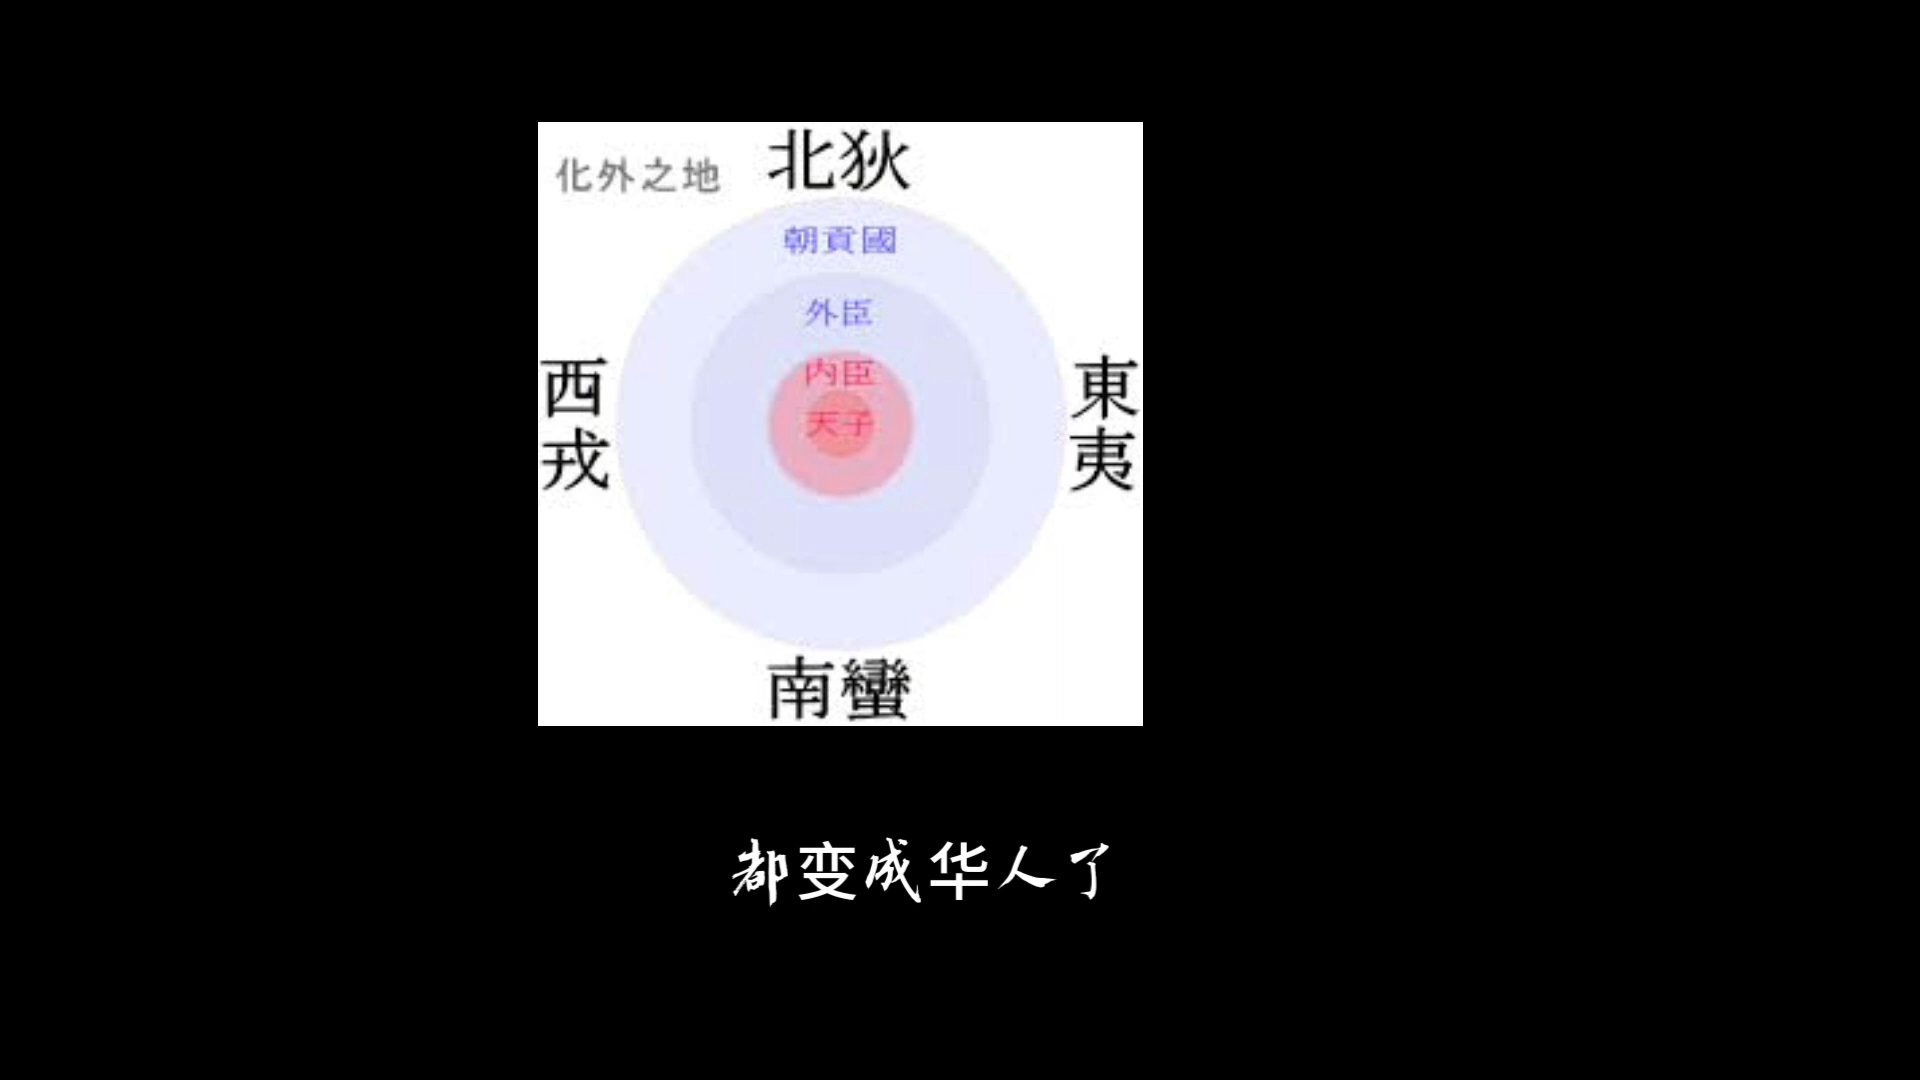 北狄
化外之地
朝貢國
外臣
内臣
天子
西戎
東夷
南蠻
都变成华人了